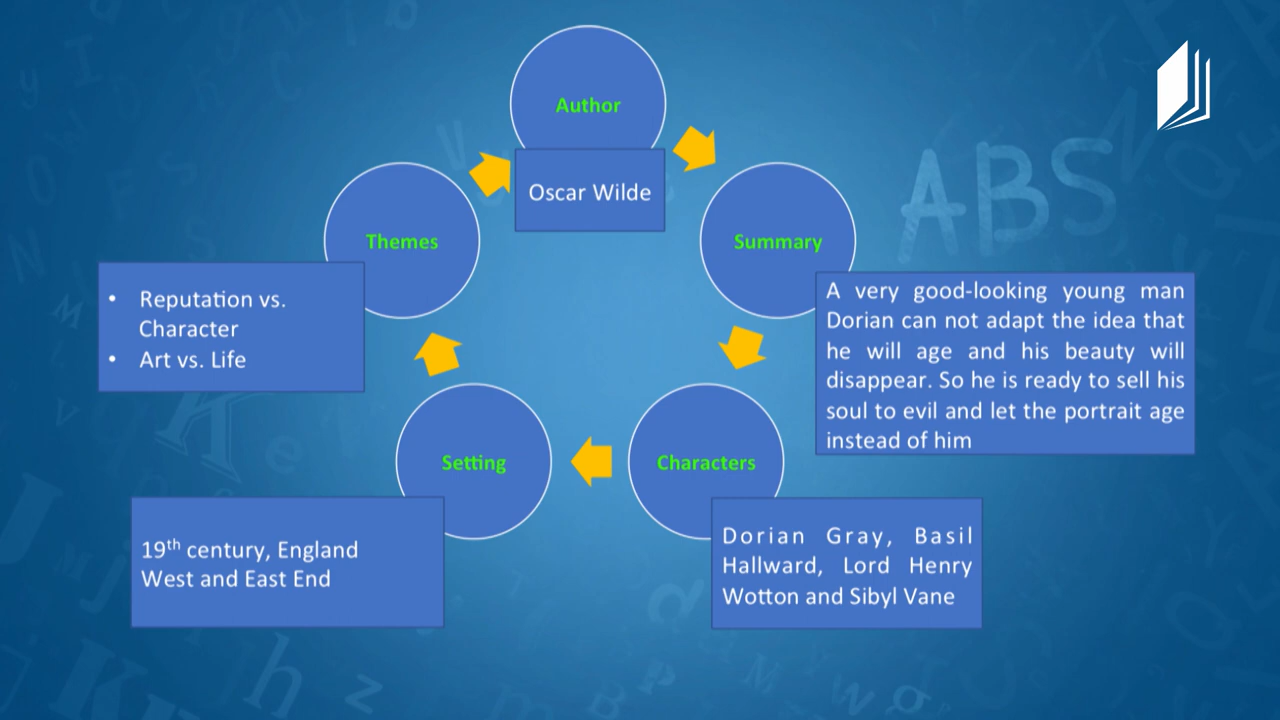 Author
Oscar Wilde
Summary
A very good-looking young man
Dorian can not adapt the idea that
he will age and his beauty will
disappear. So he is ready to sell his
soul to evil and let the portrait age
instead of him
Characters
Dorian Gray, Basil
Hallward, Lord Henry
Wotton and Sibyl Vane
Setting
19th century, England
West and East End
Themes
• Reputation vs.
Character
• Art vs. Life
ABS